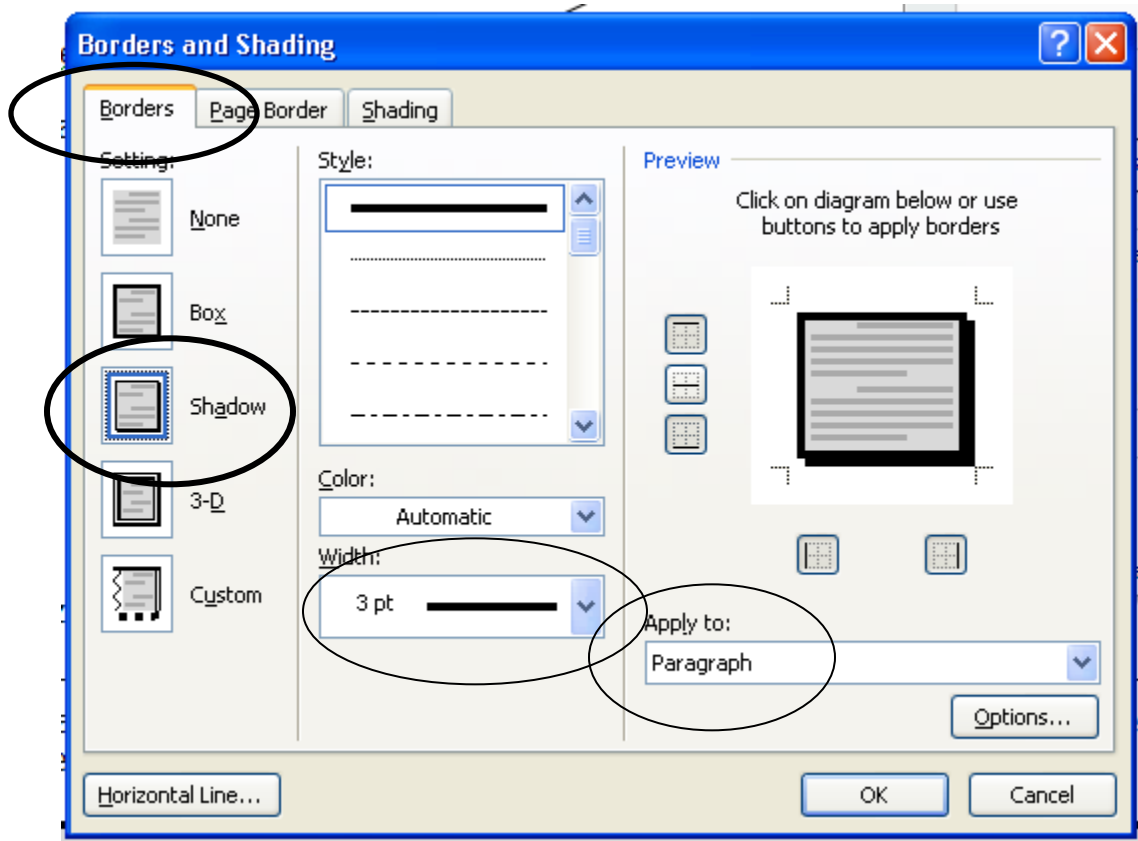 Borders and Shading
Borders
Page Border
Shading
Setting:
None
Box
Shadow
3-D
Custom
Style:
Color:
Automatic
Width:
3 pt
Preview
Click on diagram below or use
buttons to apply borders
Apply to:
Paragraph
Options...
Horizontal Line...
OK
Cancel